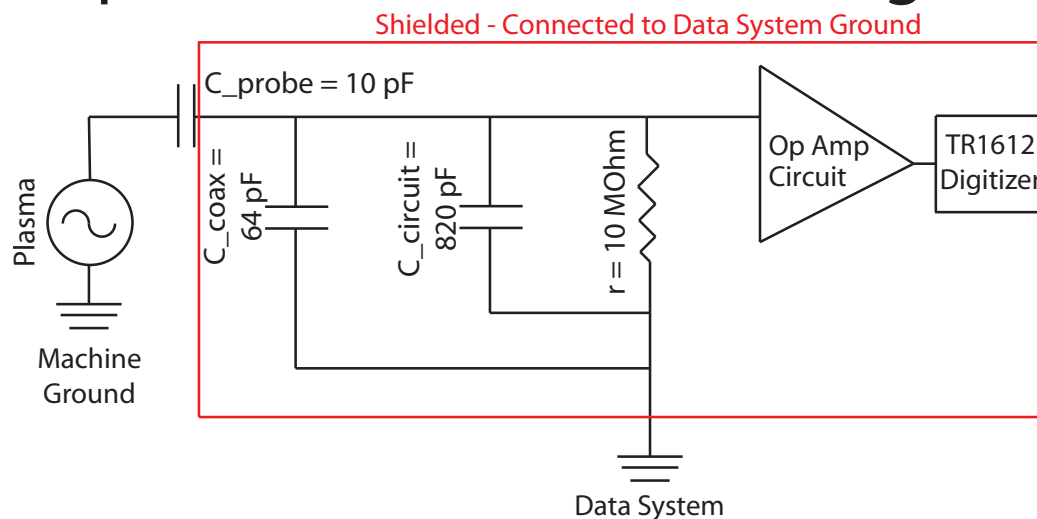 Shielded - Connected to Data System Ground
C_probe = 10 pF
C_coax =
64 pF
C_circuit =
820 pF
r = 10 MOhm
Op Amp
Circuit
TR1612
Digitizer
Plasma
Machine
Ground
Data System